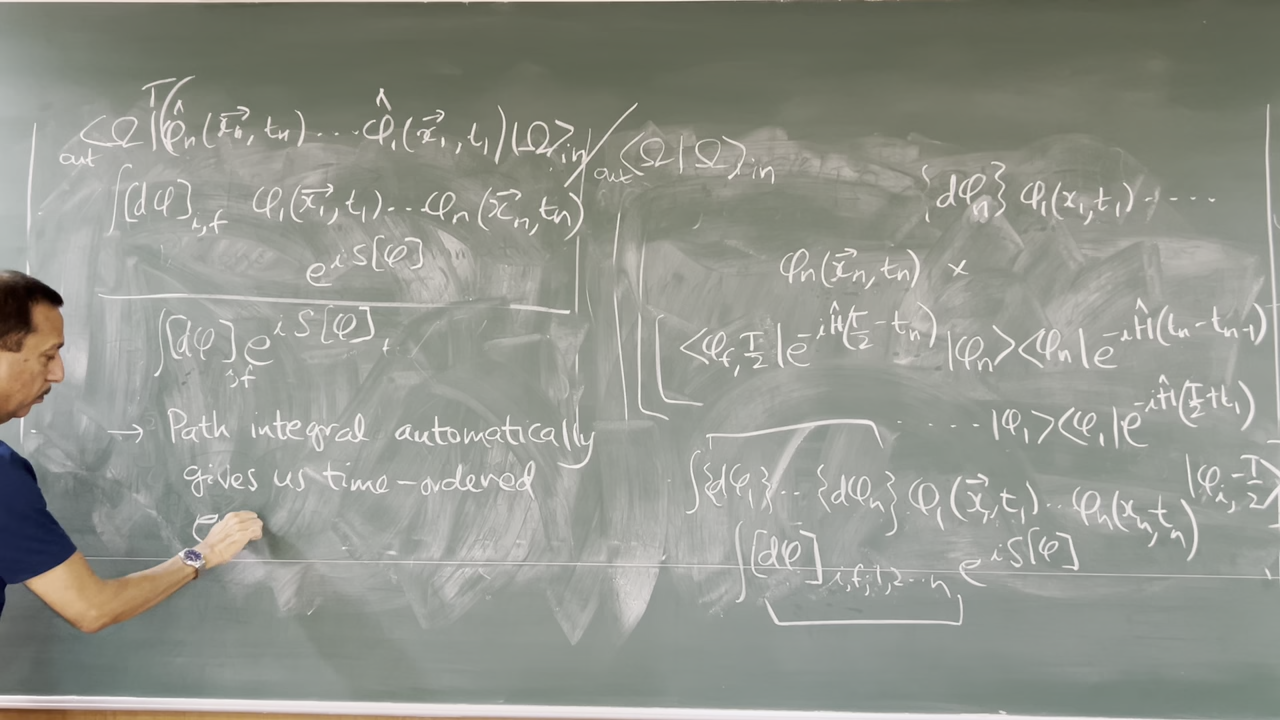 out⟨Ω|T(φ̂ₙ(x⃗ₙ, tₙ) ··· φ̂₁(x⃗₁, t₁)|Ω⟩in / out⟨Ω|Ω⟩in
∫[dφ]i,f φ₁(x⃗₁, t₁)··φₙ(x⃗ₙ, tₙ)
e^{iS[φ]}
∫[dφ]i,f e^{iS[φ]}
→ Path integral automatically
gives us time-ordered
{dφₙ} φ₁(x₁, t₁) ·····
φₙ(x⃗ₙ, tₙ) ×
⟨φf, T/2|e^{-iĤ(T/2 - tₙ)}|φₙ⟩⟨φₙ|e^{-iĤ(tₙ - tₙ₋₁)}
····· |φ₁⟩⟨φ₁|e^{-iĤ(T/2 + t₁)}
|φi, -T/2⟩
∫{dφ₁}··{dφₙ} φ₁(x⃗₁, t₁)··φₙ(xₙ, tₙ)
∫[dφ]i,f;1,2···n e^{iS[φ]}